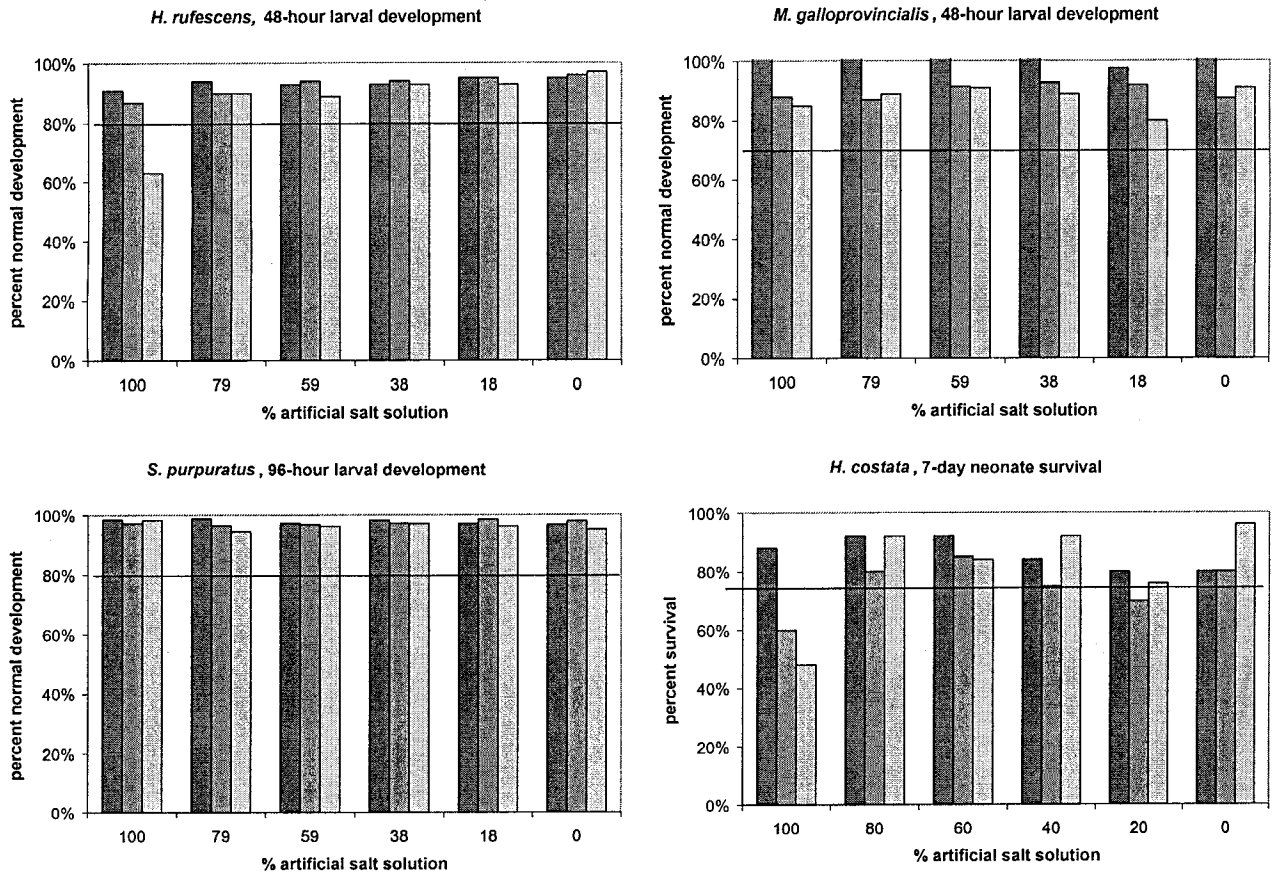 H. rufescens, 48-hour larval development
percent normal development
100%
80%
60%
40%
20%
0%
100 79 59 38 18 0
% artificial salt solution
M. galloprovincialis, 48-hour larval development
percent normal development
100%
80%
60%
40%
20%
0%
100 79 59 38 18 0
% artificial salt solution
S. purpuratus, 96-hour larval development
percent normal development
100%
80%
60%
40%
20%
0%
100 79 59 38 18 0
% artificial salt solution
H. costata, 7-day neonate survival
percent survival
100%
80%
60%
40%
20%
0%
100 80 60 40 20 0
% artificial salt solution